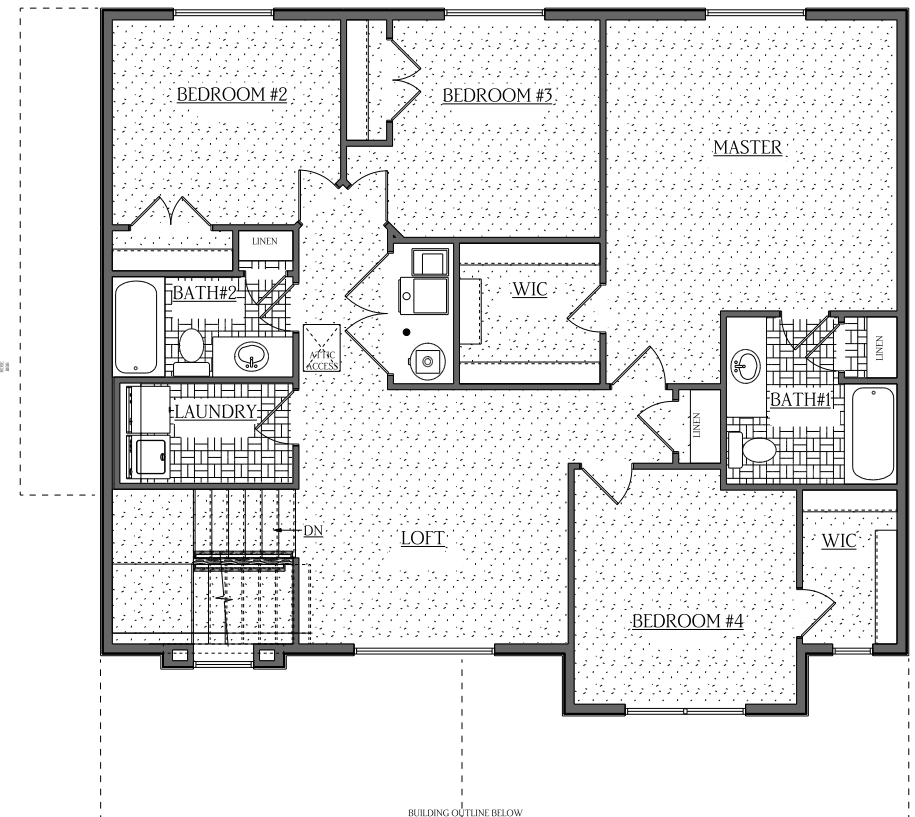 BEDROOM #2
BEDROOM #3
MASTER
LINEN
WIC
BATH#2
ATTIC
ACCESS
LINEN
BATH#1
LAUNDRY
LINEN
DN
LOFT
WIC
BEDROOM #4
BUILDING OUTLINE BELOW